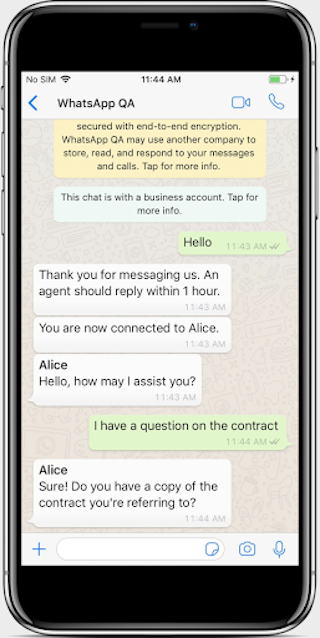 No SIM 11:44 AM
WhatsApp QA
secured with end-to-end encryption.
WhatsApp QA may use another company to
store, read, and respond to your messages
and calls. Tap for more info.
This chat is with a business account. Tap for
more info.
Hello 11:43 AM
Thank you for messaging us. An
agent should reply within 1 hour.
11:43 AM
You are now connected to Alice.
11:43 AM
Alice
Hello, how may I assist you?
11:43 AM
I have a question on the contract
11:44 AM
Alice
Sure! Do you have a copy of the
contract you're referring to?
11:44 AM